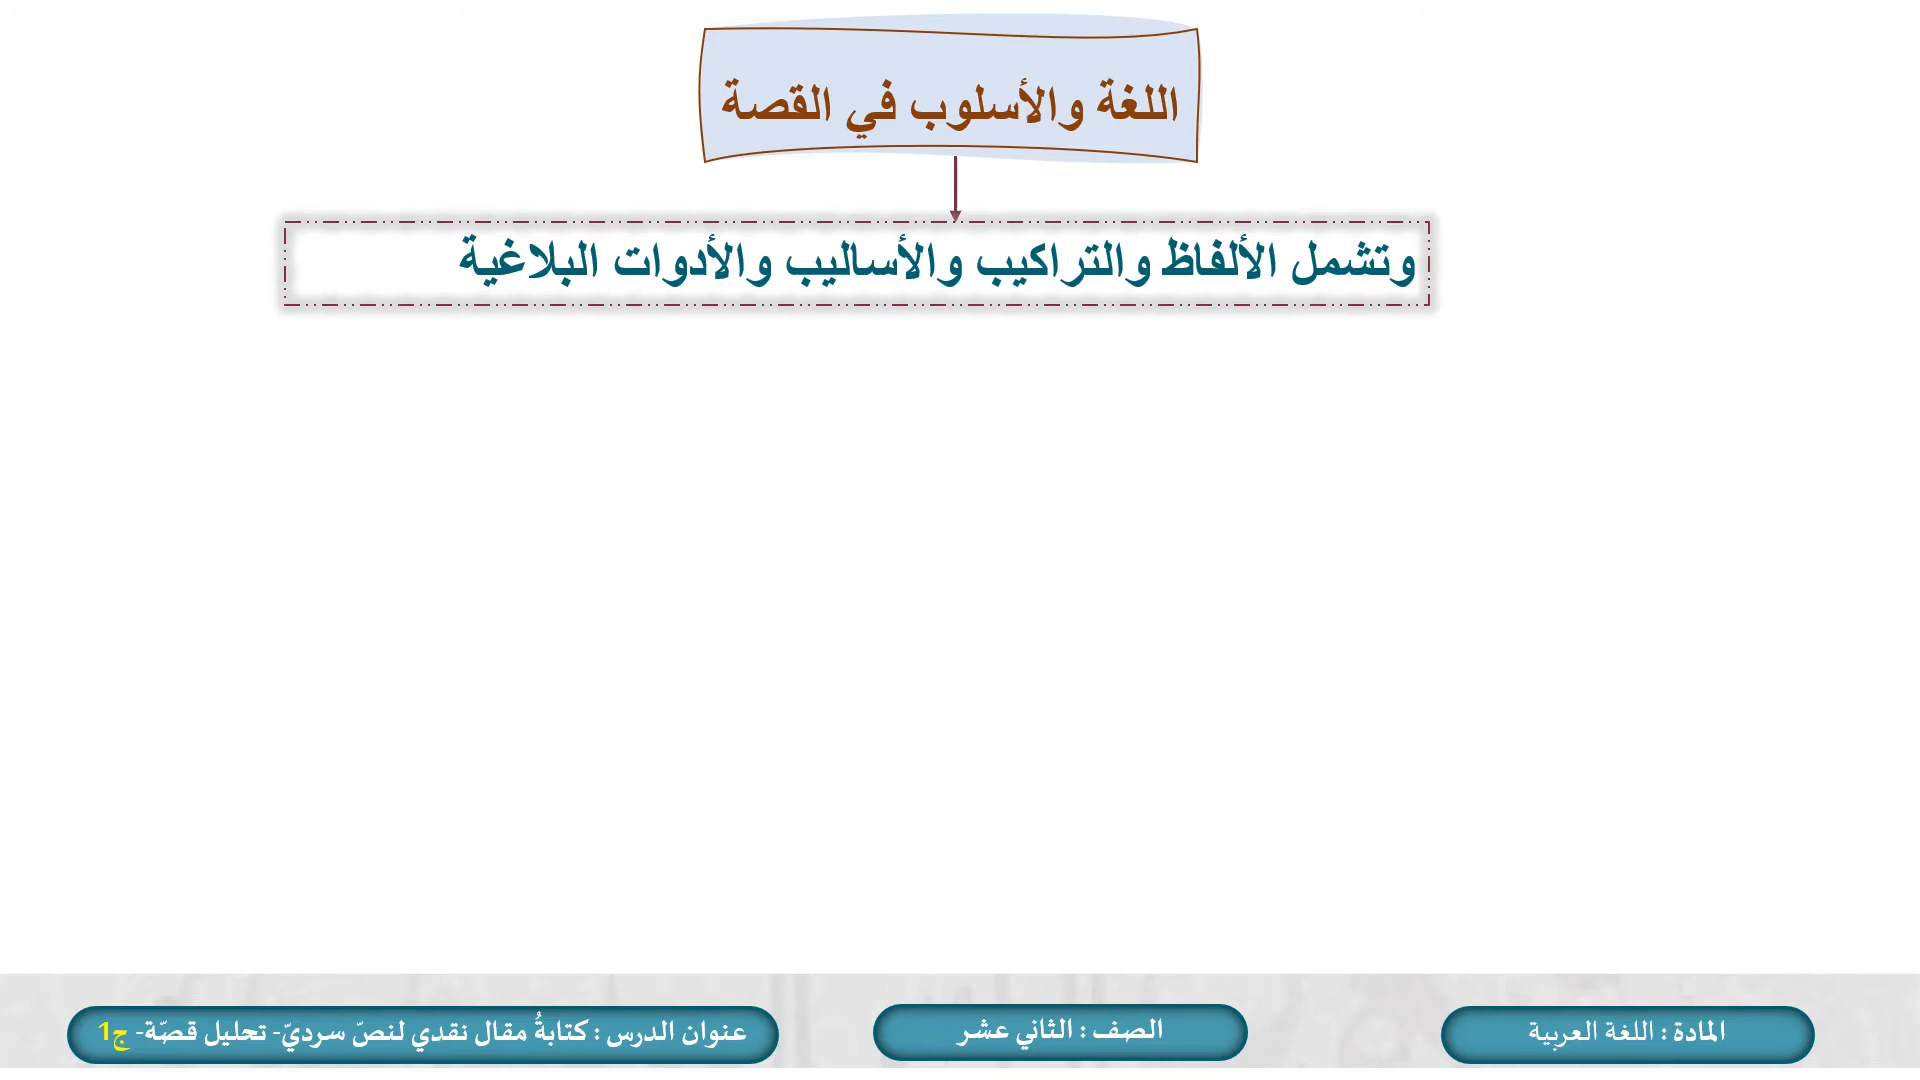 اللغة والأسلوب في القصة
وتشمل الألفاظ والتراكيب والأساليب والأدوات البلاغية
المادة : اللغة العربية
الصف : الثاني عشر
عنوان الدرس : كتابةُ مقال نقدي لنصّ سرديّ- تحليل قصّة- ج1